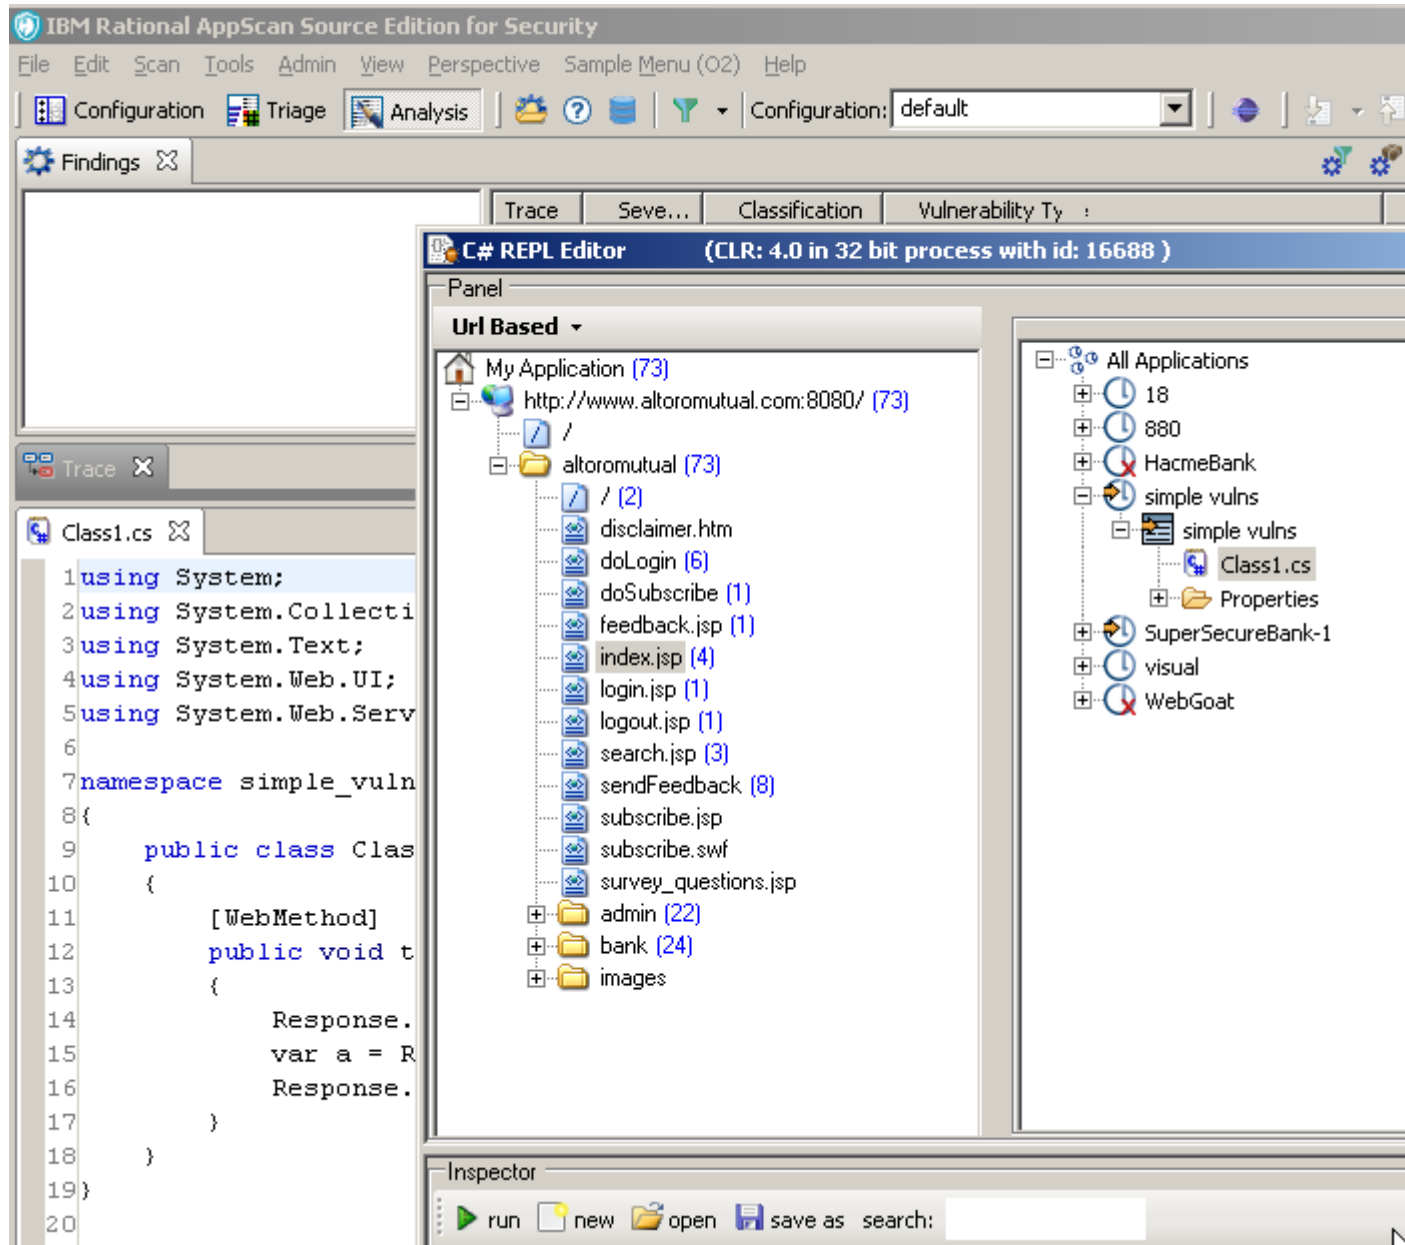 IBM Rational AppScan Source Edition for Security
File Edit Scan Tools Admin View Perspective Sample Menu (O2) Help
Configuration Triage Analysis Configuration: default
Findings
Trace Seve... Classification Vulnerability Ty
C# REPL Editor (CLR: 4.0 in 32 bit process with id: 16688 )
Panel
Url Based
My Application (73)
http://www.altoromutual.com:8080/ (73)
/
altoromutual (73)
/ (2)
disclaimer.htm
doLogin (6)
doSubscribe (1)
feedback.jsp (1)
index.jsp (4)
login.jsp (1)
logout.jsp (1)
search.jsp (3)
sendFeedback (8)
subscribe.jsp
subscribe.swf
survey_questions.jsp
admin (22)
bank (24)
images
All Applications
18
880
HacmeBank
simple vulns
simple vulns
Class1.cs
Properties
SuperSecureBank-1
visual
WebGoat
Trace
Class1.cs
1 using System;
2 using System.Collecti
3 using System.Text;
4 using System.Web.UI;
5 using System.Web.Serv
6
7 namespace simple_vuln
8 {
9 public class Clas
10 {
11 [WebMethod]
12 public void t
13 {
14 Response.
15 var a = R
16 Response.
17 }
18 }
19 }
20
Inspector
run new open save as search: